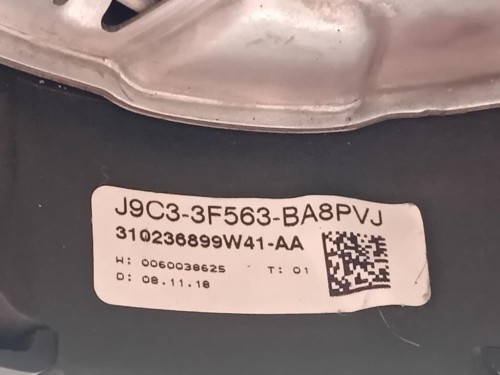 J9C3-3F563-BA8PVJ
310236899W41-AA
W: 0060038625 T: 01
D: 08.11.18